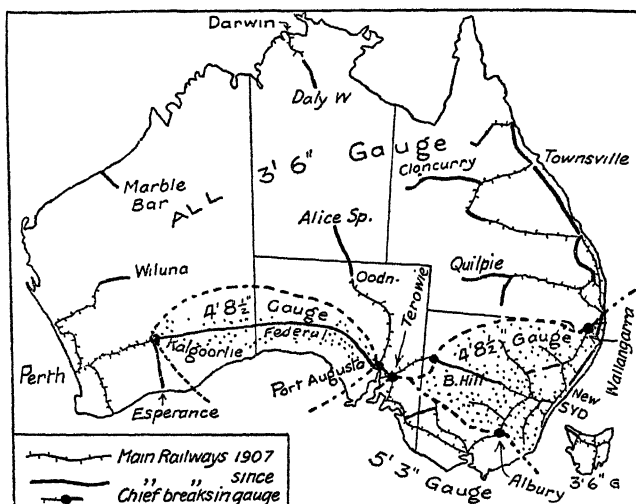 Darwin
Daly W
3' 6" Gauge
Cloncurry
Townsville
Marble
Bar
ALL
Alice Sp.
Wiluna
Oodn.
Quilpie
Terowie
4' 8½"
Gauge
Federal
Kalgoorlie
4' 8½" Gauge
Wallangarra
Perth
Port Augusta
B. Hill
New
SYD
Esperance
5' 3" Gauge
Albury
3' 6" G
Main Railways 1907
" " since
Chief breaks in gauge